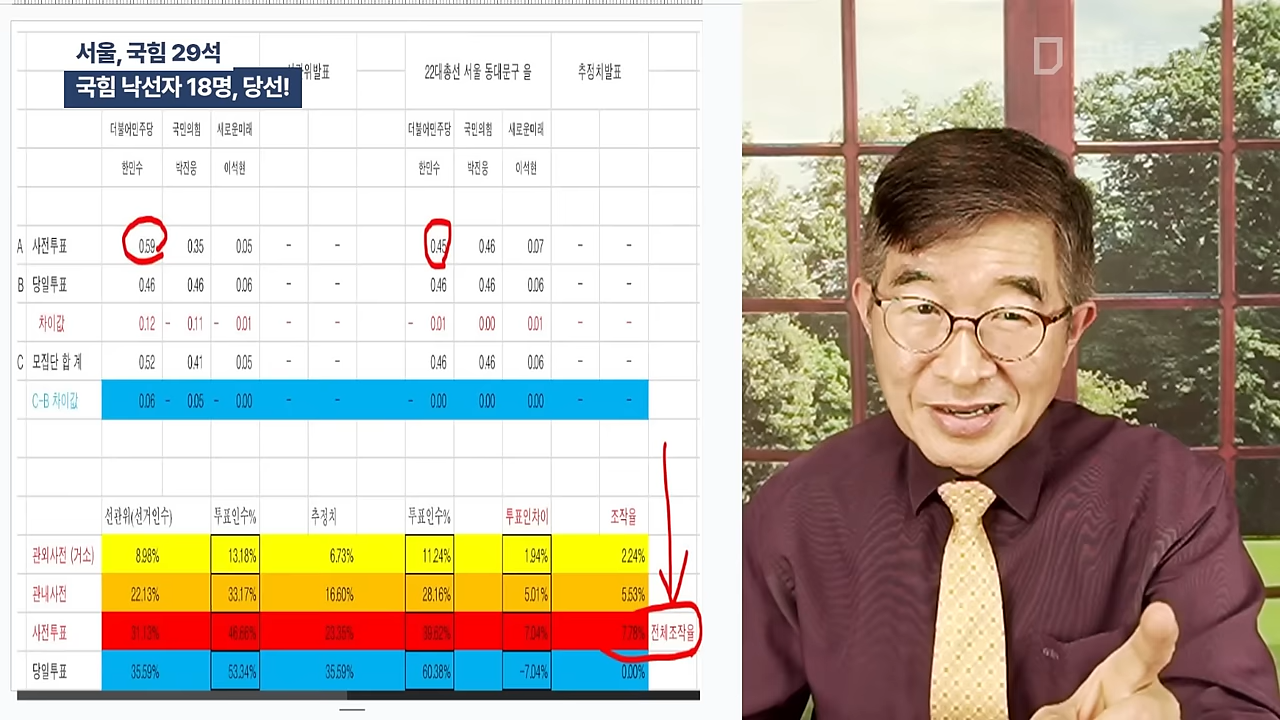 서울, 국힘 29석
국힘 낙선자 18명, 당선!
위발표 22대총선 서울 동대문구 을 추정치발표
더불어민주당 국민의힘 새로운미래 더불어민주당 국민의힘 새로운미래
한민수 박진웅 이석현 한민수 박진웅 이석현
A 사전투표 0.59 0.35 0.05 - - 0.45 0.46 0.07 - -
B 당일투표 0.46 0.46 0.06 - - 0.46 0.46 0.06 - -
차이값 0.12 - 0.11 - 0.01 - - - 0.01 0.00 0.01 - -
C 모집단 합 계 0.52 0.41 0.05 - - 0.46 0.46 0.06 - -
C-B 차이값 0.06 - 0.05 - 0.00 - - - 0.00 0.00 0.00 - -
선관위(선거인수) 투표인수% 추정치 투표인수% 투표인차이 조작율
관외사전 (거소) 8.98% 13.18% 6.73% 11.24% 1.94% 2.24%
관내사전 22.13% 33.17% 16.60% 28.16% 5.01% 5.53%
사전투표 31.13% 46.66% 23.35% 39.62% 7.04% 7.78% 전체조작율
당일투표 35.59% 53.34% 35.59% 60.38% -7.04% 0.00%